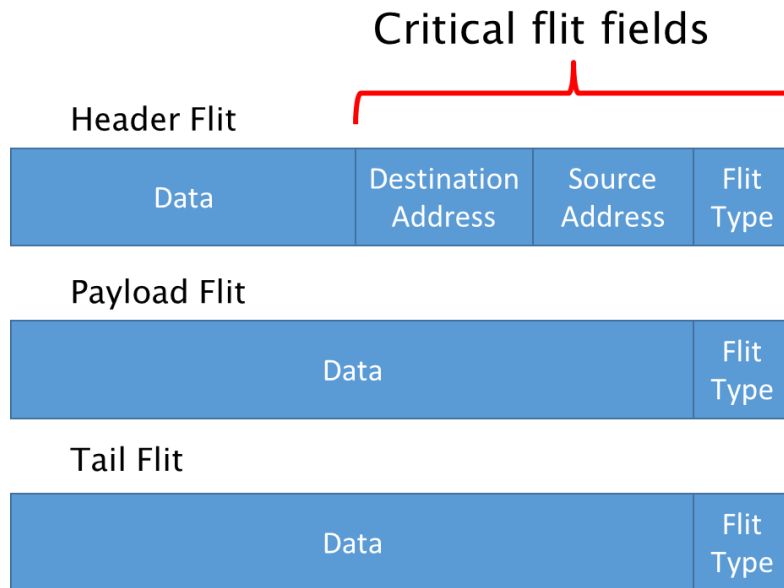 Critical flit fields
Header Flit
Data
Destination
Address
Source
Address
Flit
Type
Payload Flit
Data
Flit
Type
Tail Flit
Data
Flit
Type